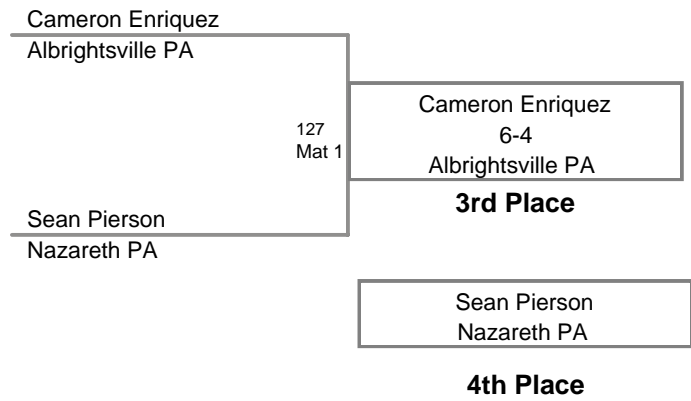 Cameron Enriquez
Albrightsville PA
127
Mat 1
Cameron Enriquez
6-4
Albrightsville PA
3rd Place
Sean Pierson
Nazareth PA
Sean Pierson
Nazareth PA
4th Place